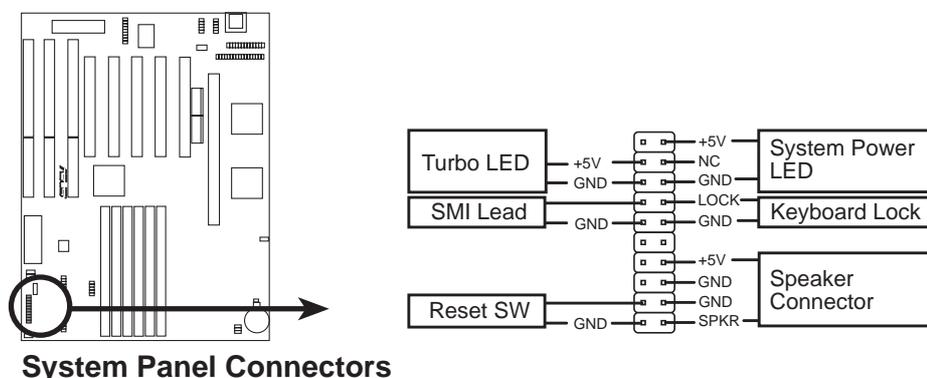 +5V
System Power
LED
Turbo LED
+5V
NC
GND
GND
SMI Lead
LOCK
Keyboard Lock
GND
GND
+5V
Speaker
Connector
GND
Reset SW
GND
GND
SPKR
System Panel Connectors